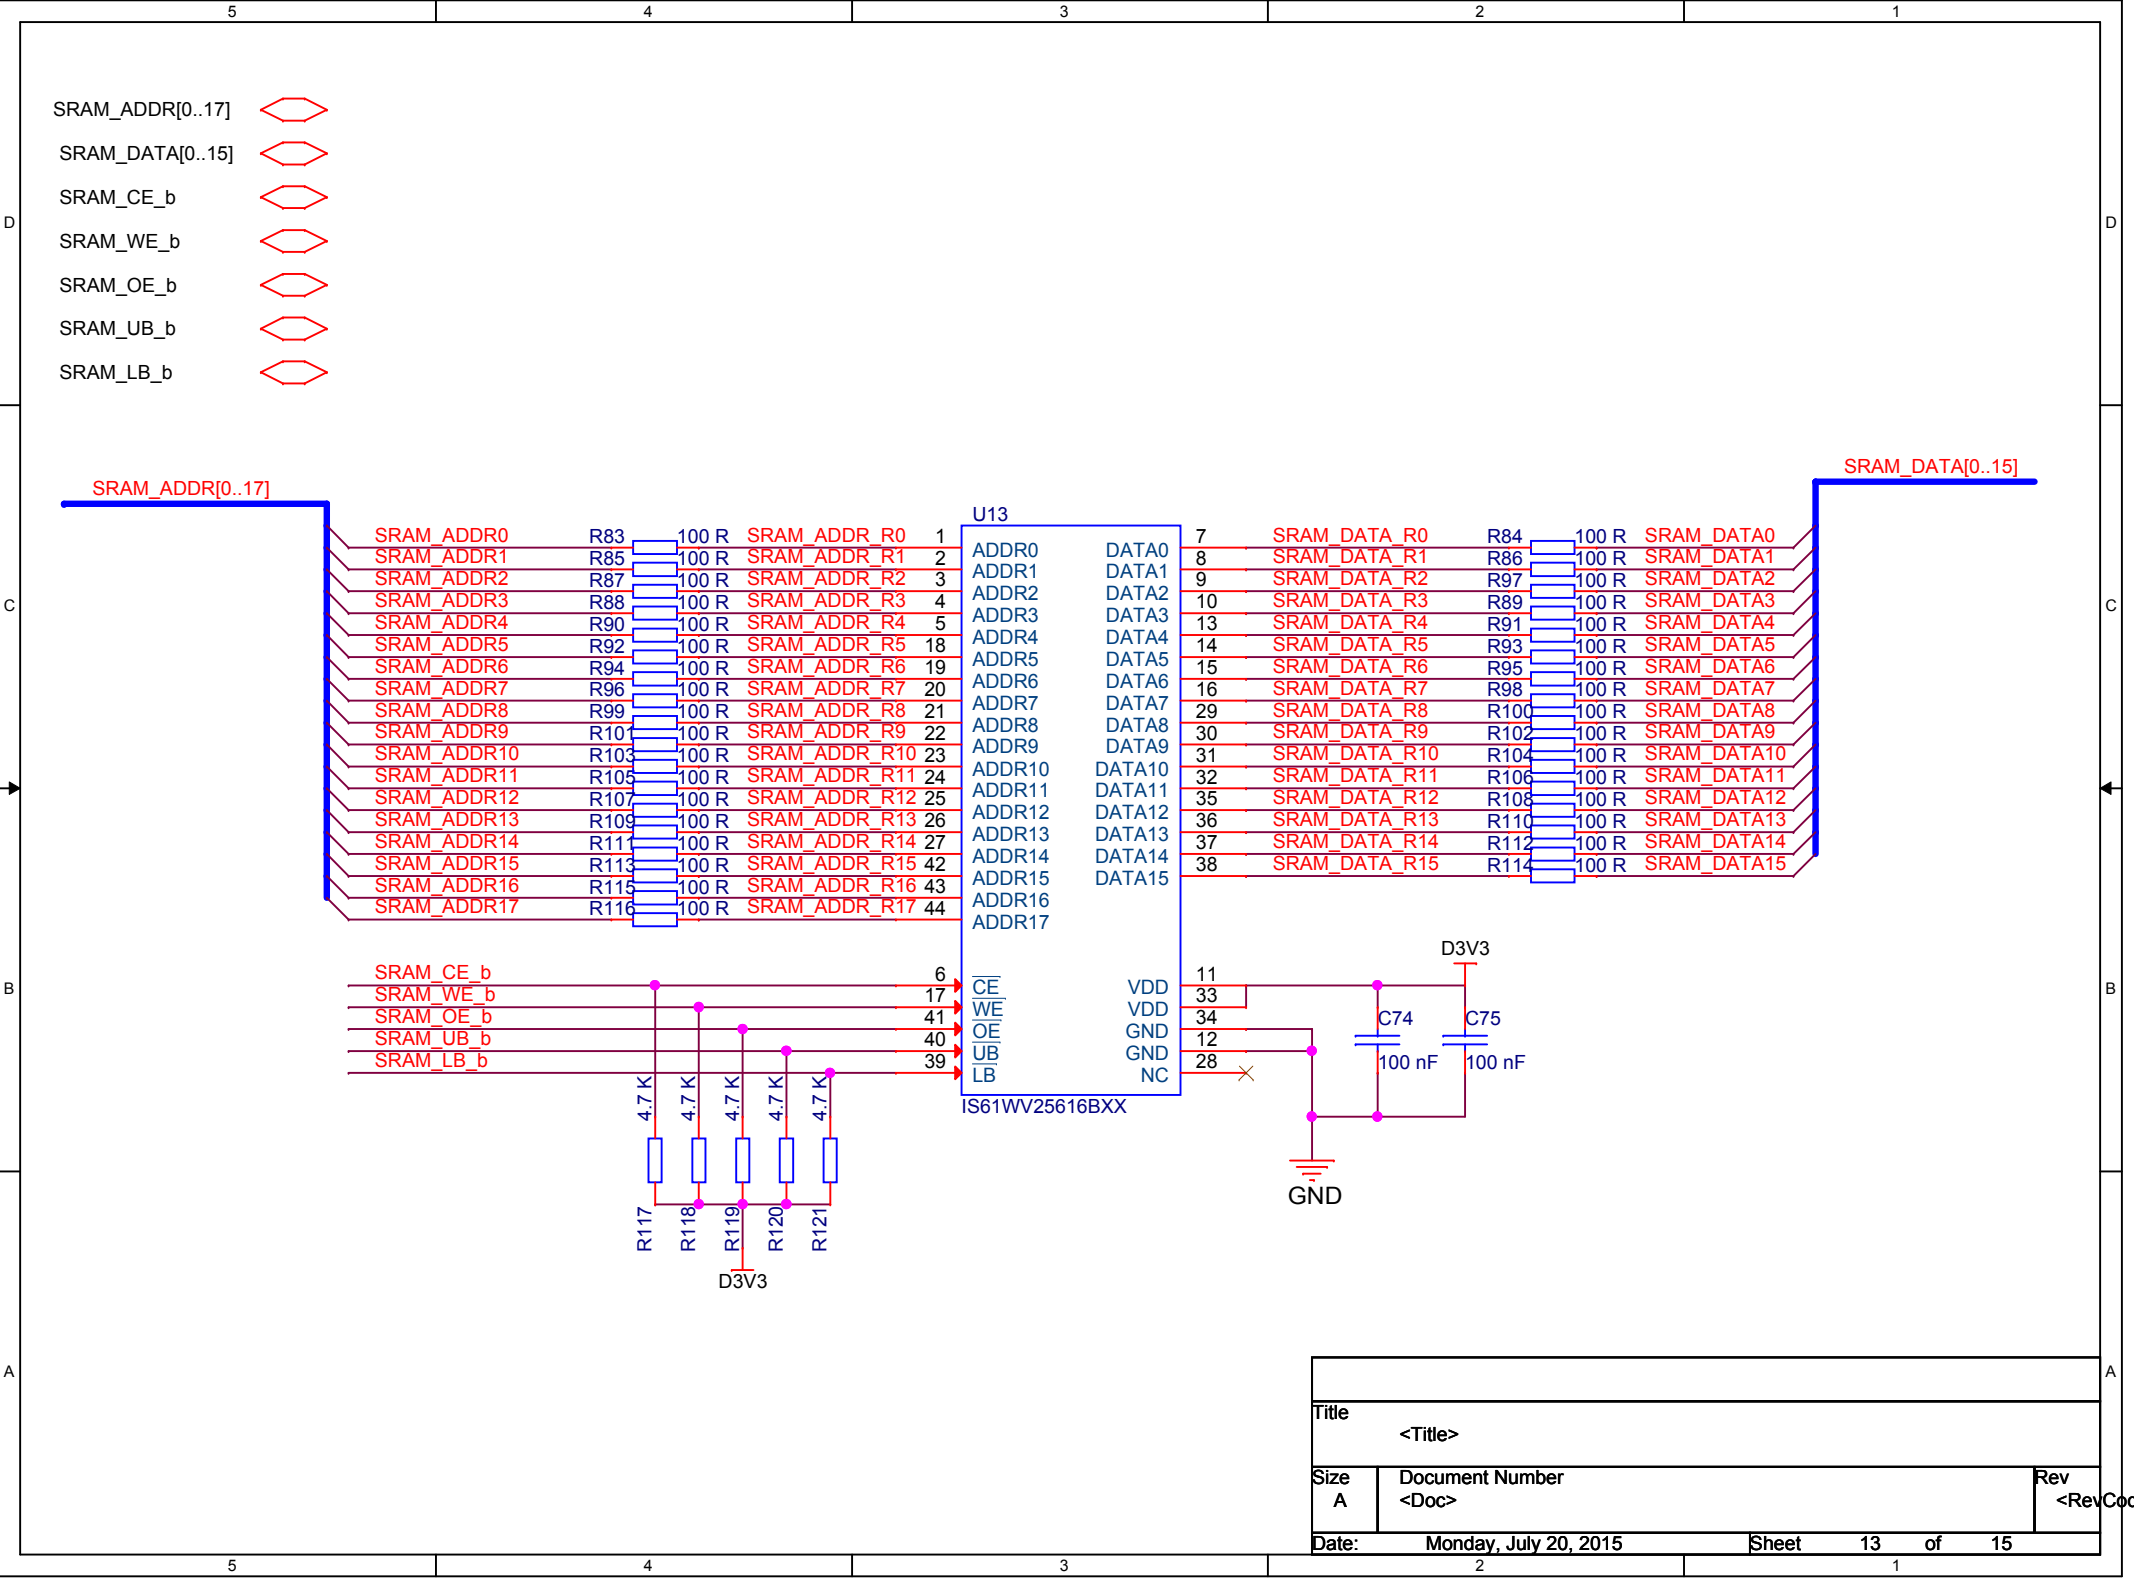 5 4 3 2 1
SRAM_ADDR[0..17]
SRAM_DATA[0..15]
SRAM_CE_b
D D
SRAM_WE_b
SRAM_OE_b
SRAM_UB_b
SRAM_LB_b
SRAM_DATA[0..15]
SRAM_ADDR[0..17]
U13
SRAM_ADDR0 R83 100 R SRAM_ADDR_R0 1 ADDR0 DATA0 7 SRAM_DATA_R0 R84 100 R SRAM_DATA0
SRAM_ADDR1 R85 100 R SRAM_ADDR_R1 2 ADDR1 DATA1 8 SRAM_DATA_R1 R86 100 R SRAM_DATA1
SRAM_ADDR2 R87 100 R SRAM_ADDR_R2 3 ADDR2 DATA2 9 SRAM_DATA_R2 R97 100 R SRAM_DATA2
C SRAM_ADDR3 R88 100 R SRAM_ADDR_R3 4 ADDR3 DATA3 10 SRAM_DATA_R3 R89 100 R SRAM_DATA3 C
SRAM_ADDR4 R90 100 R SRAM_ADDR_R4 5 ADDR4 DATA4 13 SRAM_DATA_R4 R91 100 R SRAM_DATA4
SRAM_ADDR5 R92 100 R SRAM_ADDR_R5 18 ADDR5 DATA5 14 SRAM_DATA_R5 R93 100 R SRAM_DATA5
SRAM_ADDR6 R94 100 R SRAM_ADDR_R6 19 ADDR6 DATA6 15 SRAM_DATA_R6 R95 100 R SRAM_DATA6
SRAM_ADDR7 R96 100 R SRAM_ADDR_R7 20 ADDR7 DATA7 16 SRAM_DATA_R7 R98 100 R SRAM_DATA7
SRAM_ADDR8 R99 100 R SRAM_ADDR_R8 21 ADDR8 DATA8 29 SRAM_DATA_R8 R100 100 R SRAM_DATA8
SRAM_ADDR9 R101 100 R SRAM_ADDR_R9 22 ADDR9 DATA9 30 SRAM_DATA_R9 R102 100 R SRAM_DATA9
SRAM_ADDR10 R103 100 R SRAM_ADDR_R10 23 ADDR10 DATA10 31 SRAM_DATA_R10 R104 100 R SRAM_DATA10
SRAM_ADDR11 R105 100 R SRAM_ADDR_R11 24 ADDR11 DATA11 32 SRAM_DATA_R11 R106 100 R SRAM_DATA11
SRAM_ADDR12 R107 100 R SRAM_ADDR_R12 25 ADDR12 DATA12 35 SRAM_DATA_R12 R108 100 R SRAM_DATA12
SRAM_ADDR13 R109 100 R SRAM_ADDR_R13 26 ADDR13 DATA13 36 SRAM_DATA_R13 R110 100 R SRAM_DATA13
SRAM_ADDR14 R111 100 R SRAM_ADDR_R14 27 ADDR14 DATA14 37 SRAM_DATA_R14 R112 100 R SRAM_DATA14
SRAM_ADDR15 R113 100 R SRAM_ADDR_R15 42 ADDR15 DATA15 38 SRAM_DATA_R15 R114 100 R SRAM_DATA15
SRAM_ADDR16 R115 100 R SRAM_ADDR_R16 43 ADDR16
SRAM_ADDR17 R116 100 R SRAM_ADDR_R17 44 ADDR17
D3V3
SRAM_CE_b 6 CE VDD 11
B SRAM_WE_b 17 WE VDD 33 B
SRAM_OE_b 41 OE GND 34 C74 C75
SRAM_UB_b 40 UB GND 12
SRAM_LB_b 39 LB NC 28 100 nF 100 nF
4.7 K 4.7 K 4.7 K 4.7 K 4.7 K
IS61WV25616BXX
GND
R117 R118 R119 R120 R121
D3V3
A A
Title
<Title>
Size Document Number Rev
A <Doc> <RevCod
Date: Monday, July 20, 2015 Sheet 13 of 15
5 4 3 2 1